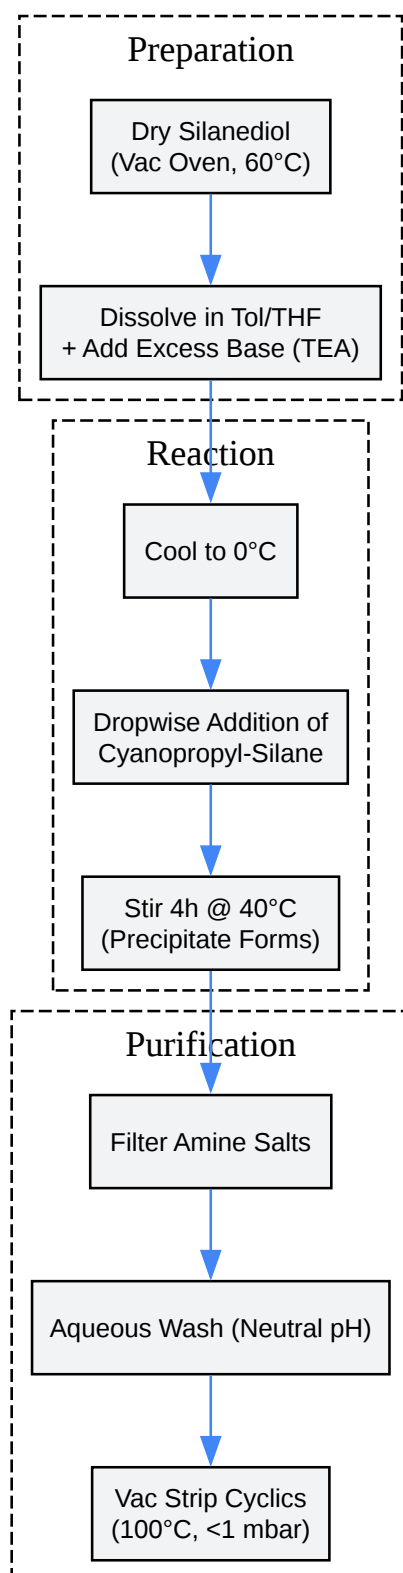 Preparation
Dry Silanediol
(Vac Oven, 60°C)
Dissolve in Tol/THF
+ Add Excess Base (TEA)
Reaction
Cool to 0°C
Dropwise Addition of
Cyanopropyl-Silane
Stir 4h @ 40°C
(Precipitate Forms)
Purification
Filter Amine Salts
Aqueous Wash (Neutral pH)
Vac Strip Cyclics
(100°C, <1 mbar)